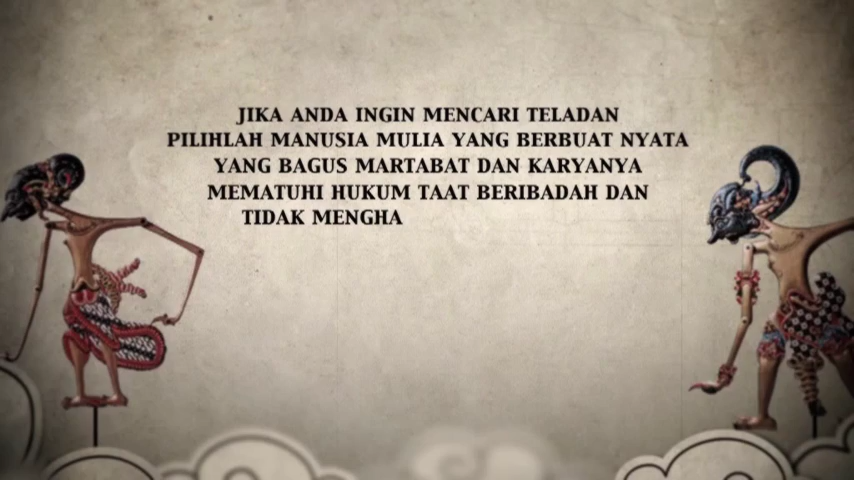 JIKA ANDA INGIN MENCARI TELADAN
PILIHLAH MANUSIA MULIA YANG BERBUAT NYATA
YANG BAGUS MARTABAT DAN KARYANYA
MEMATUHI HUKUM TAAT BERIBADAH DAN
TIDAK MENGHA